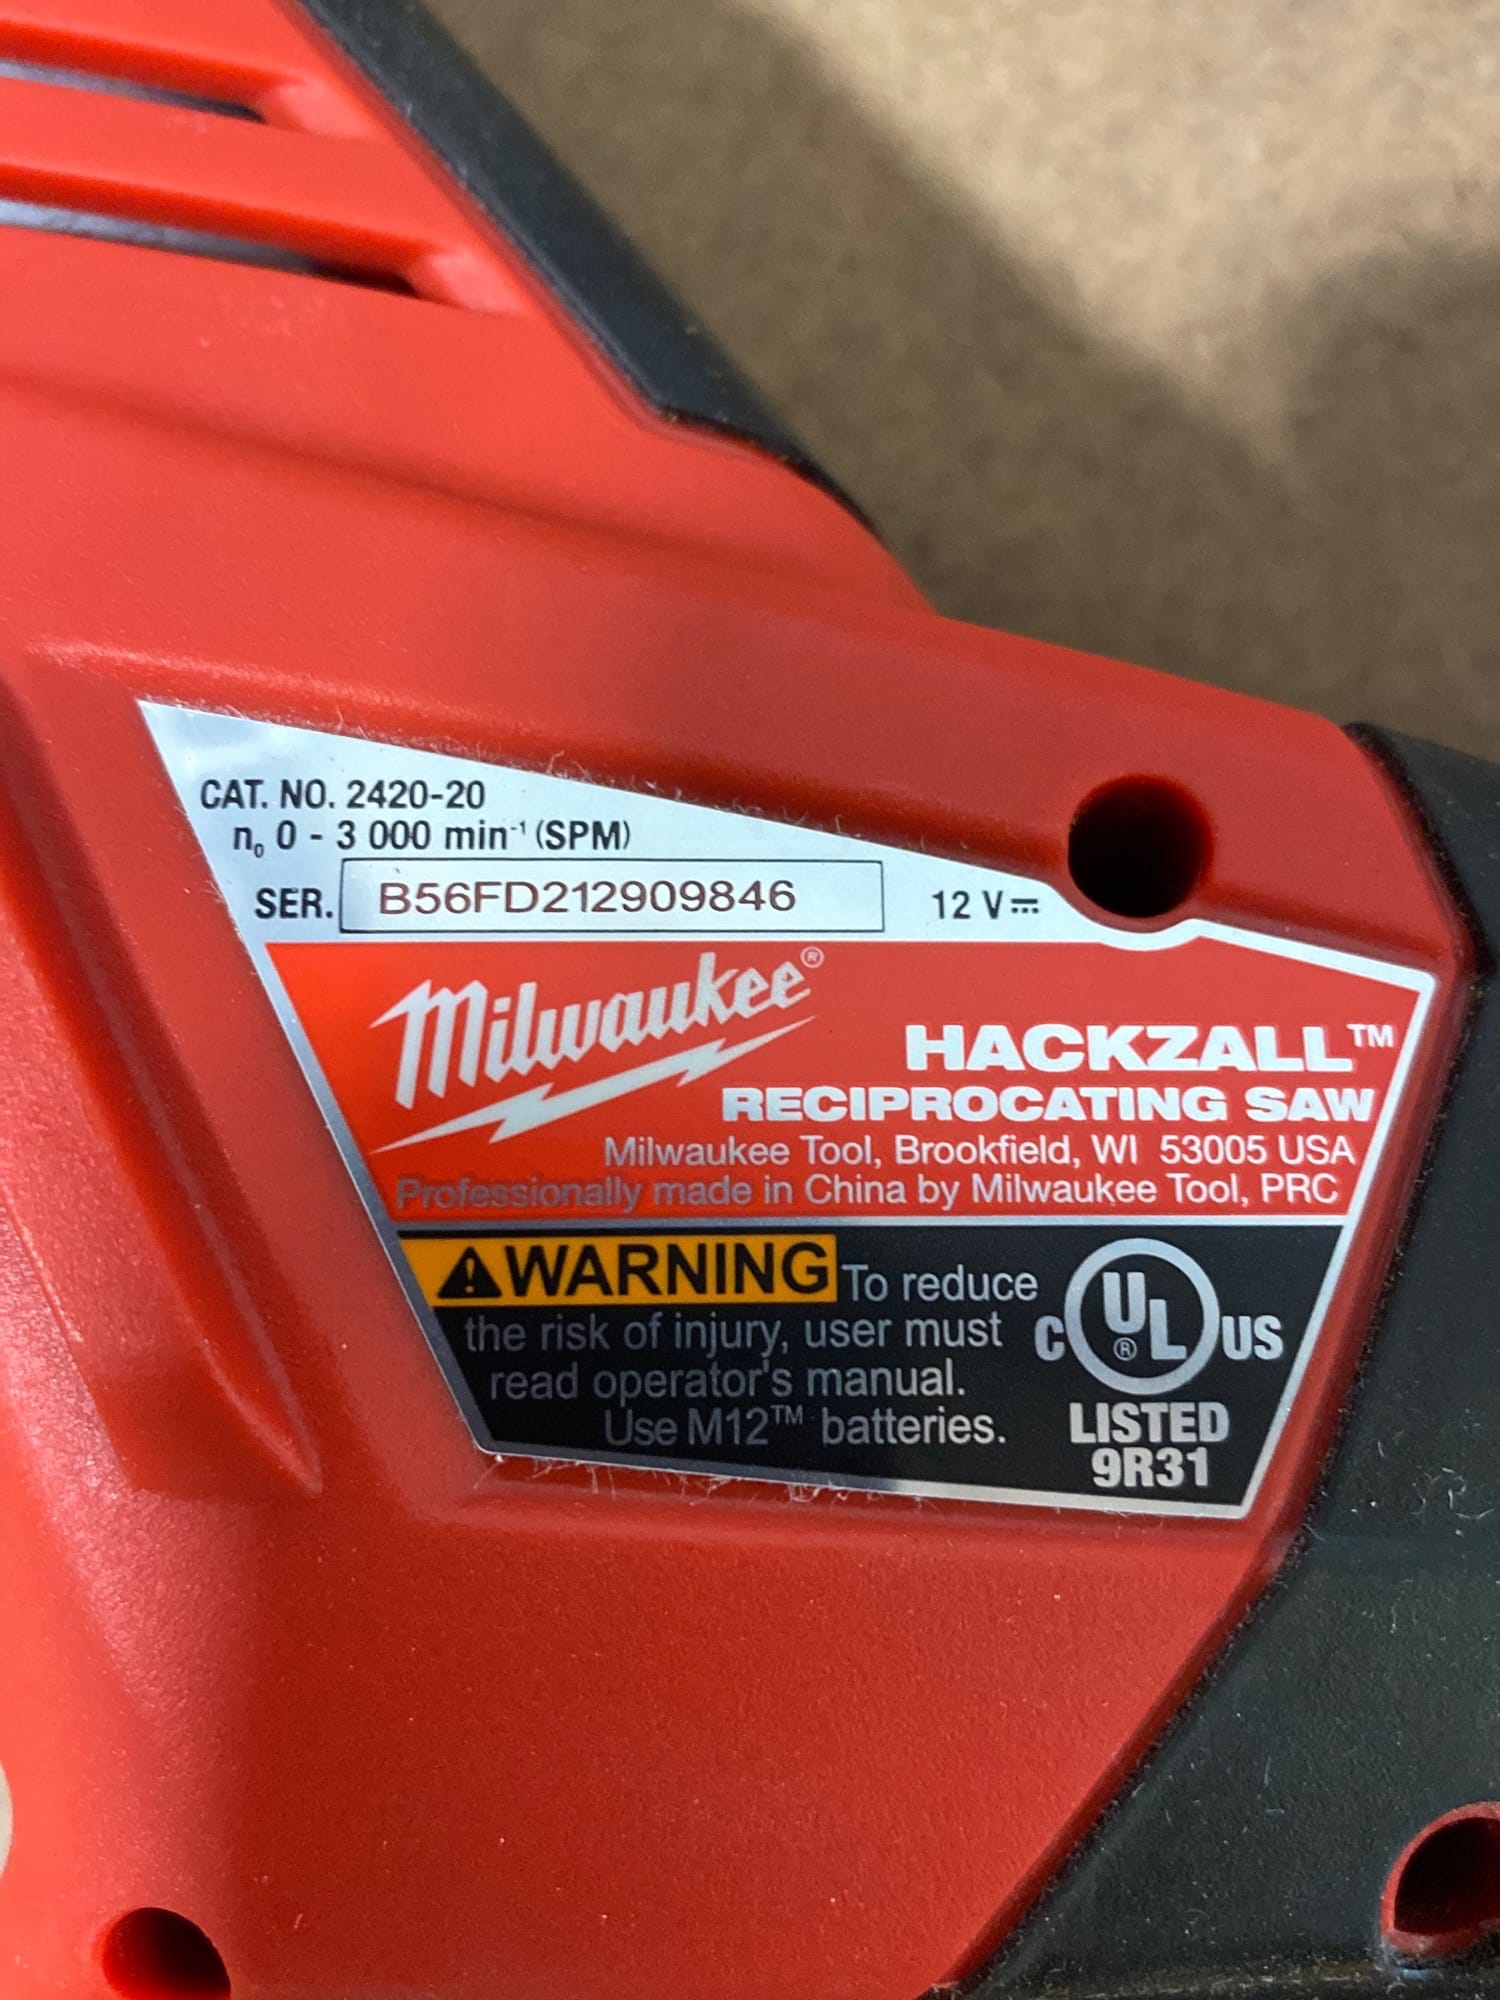 CAT. NO. 2420-20
n₀ 0 - 3 000 min⁻¹ (SPM)
SER. B56FD212909846 12 V⎓
Milwaukee®
HACKZALL™
RECIPROCATING SAW
Milwaukee Tool, Brookfield, WI 53005 USA
Professionally made in China by Milwaukee Tool, PRC
⚠WARNING To reduce
the risk of injury, user must
read operator's manual.
Use M12™ batteries.
C UL® US
LISTED
9R31